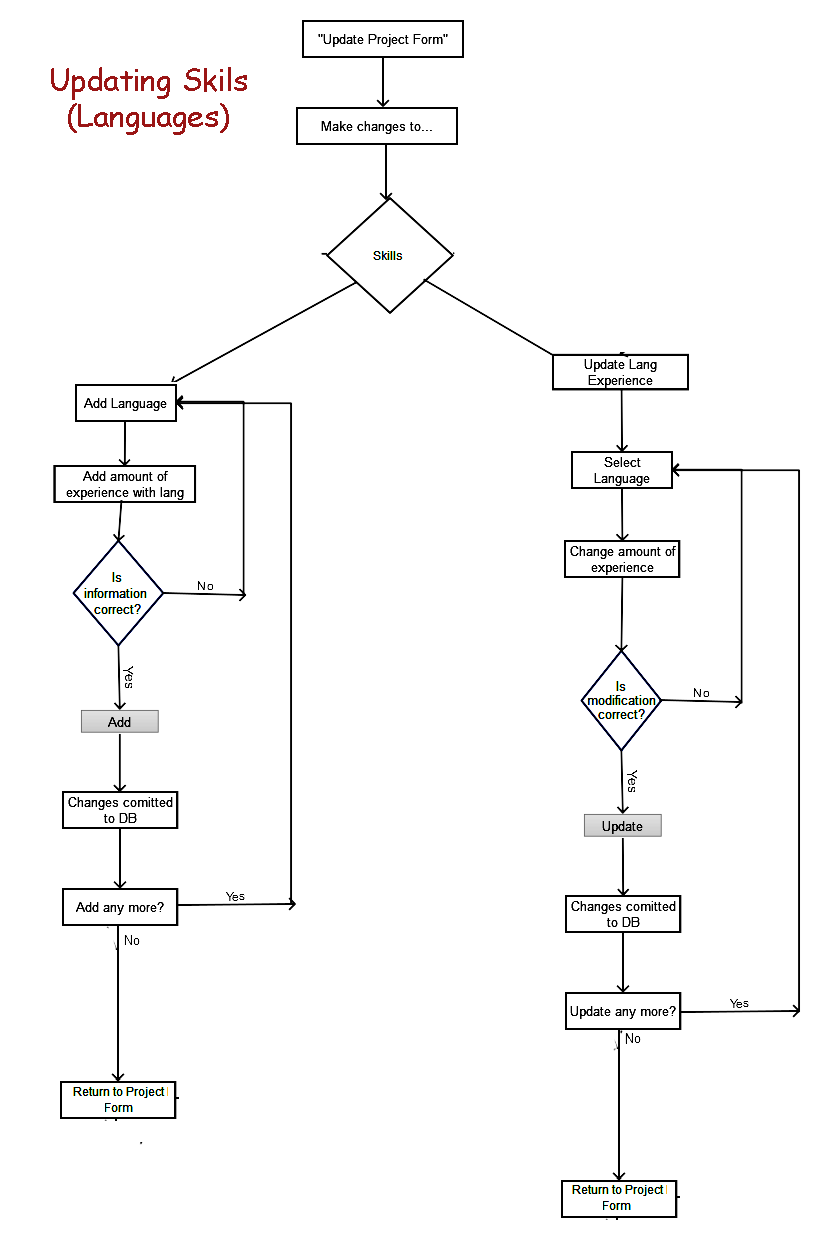 "Update Project Form"
Updating Skils
(Languages)
Make changes to...
Skills
Add Language
Add amount of
experience with lang
Is
information
correct?
No
Yes
Add
Changes comitted
to DB
Add any more?
Yes
No
Return to Project
Form
Update Lang
Experience
Select
Language
Change amount of
experience
Is
modification
correct?
No
Yes
Update
Changes comitted
to DB
Update any more?
Yes
No
Return to Project
Form